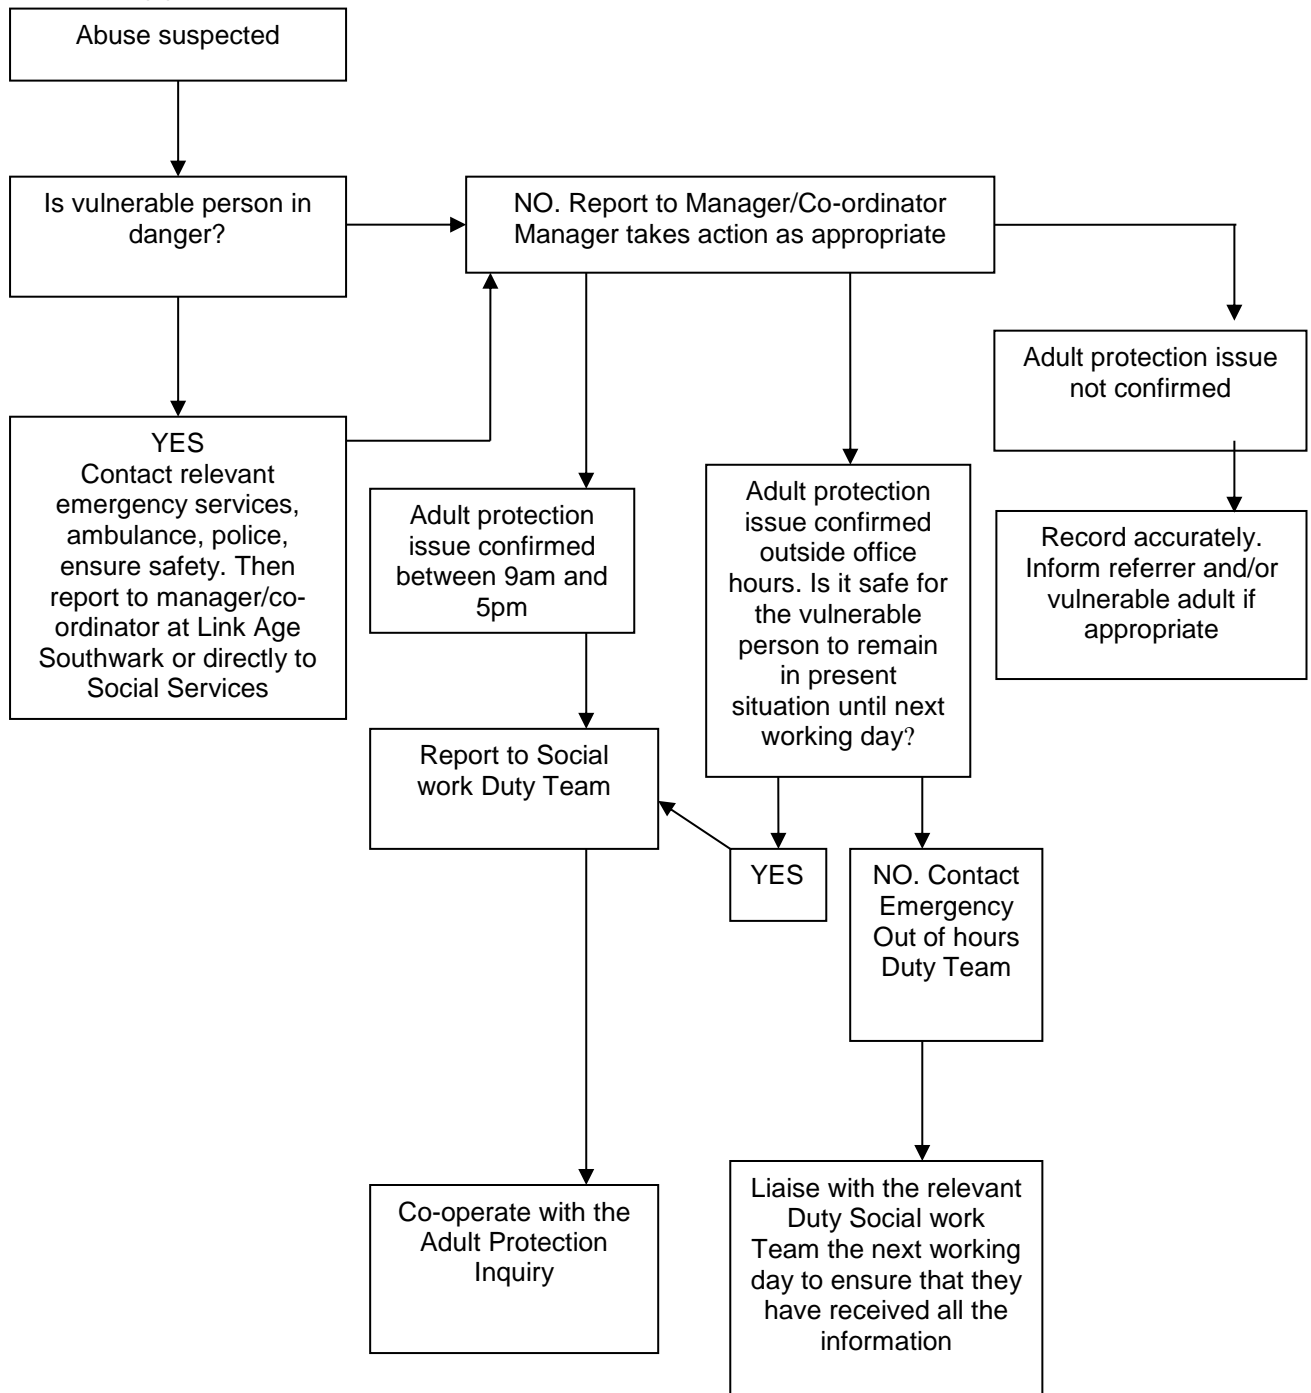 Abuse suspected
Is vulnerable person in
danger?
NO. Report to Manager/Co-ordinator
Manager takes action as appropriate
Adult protection issue
not confirmed
YES
Contact relevant
emergency services,
ambulance, police,
ensure safety. Then
report to manager/co-
ordinator at Link Age
Southwark or directly to
Social Services
Adult protection
issue confirmed
between 9am and
5pm
Adult protection
issue confirmed
outside office
hours. Is it safe for
the vulnerable
person to remain
in present
situation until next
working day?
Record accurately.
Inform referrer and/or
vulnerable adult if
appropriate
Report to Social
work Duty Team
YES
NO. Contact
Emergency
Out of hours
Duty Team
Co-operate with the
Adult Protection
Inquiry
Liaise with the relevant
Duty Social work
Team the next working
day to ensure that they
have received all the
information